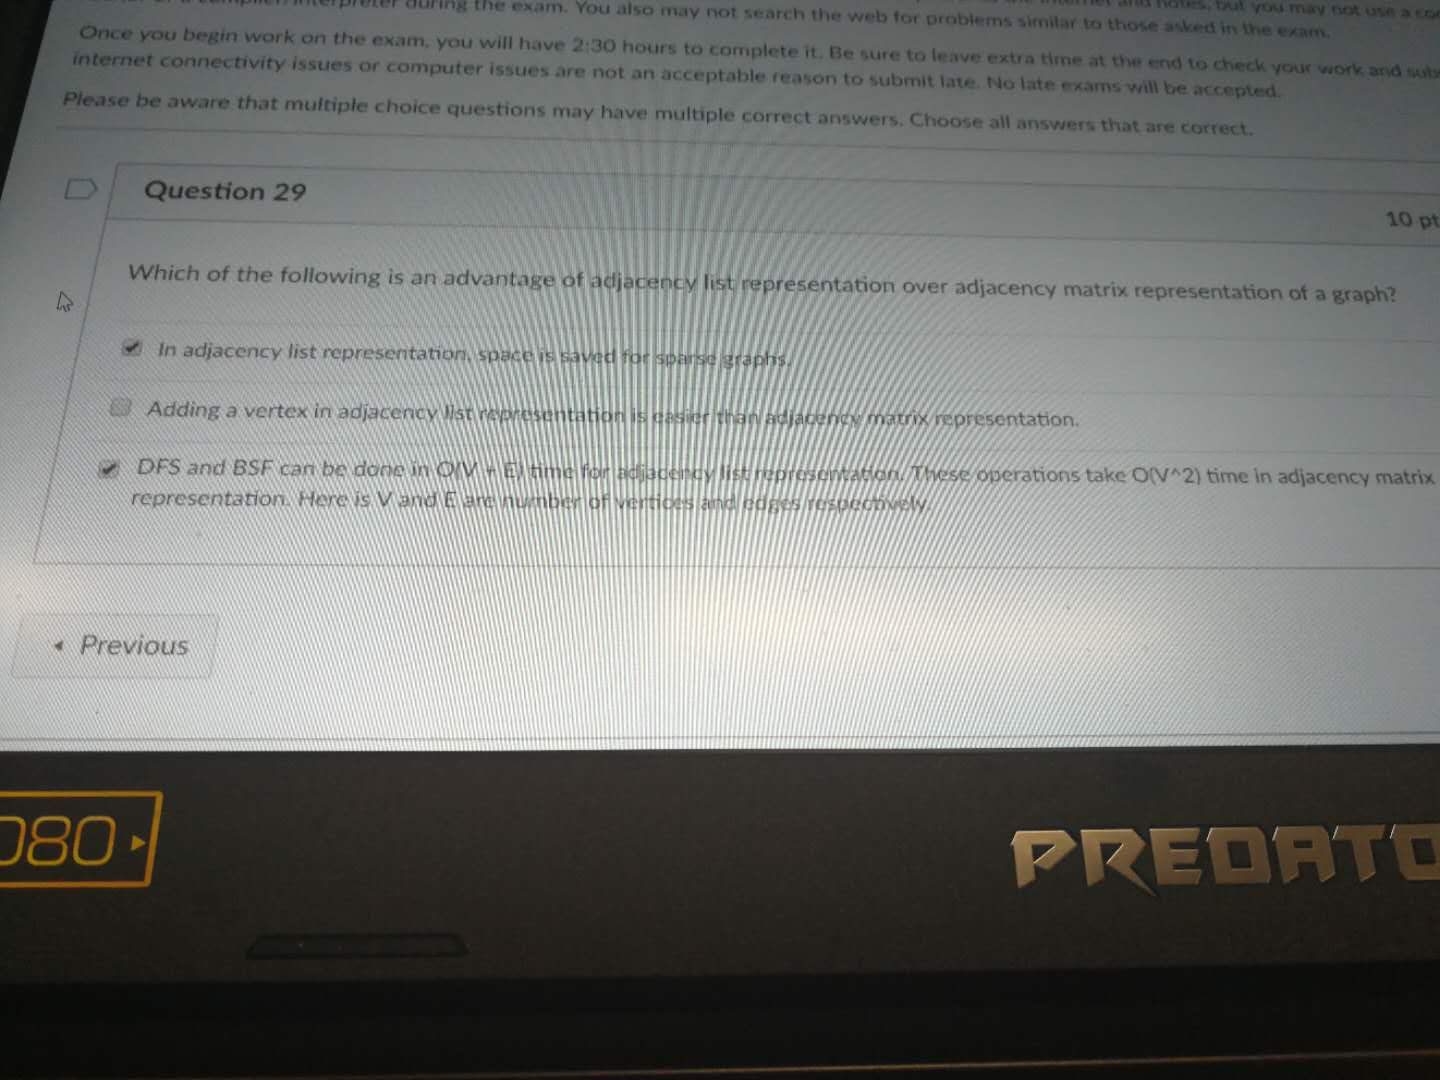 during the exam. You also may not search the web for problems similar to those asked in the exam.
Once you begin work on the exam, you will have 2:30 hours to complete it. Be sure to leave extra time at the end to check your work and sub
internet connectivity issues or computer issues are not an acceptable reason to submit late. No late exams will be accepted.
Please be aware that multiple choice questions may have multiple correct answers. Choose all answers that are correct.
Question 29
10 pt
Which of the following is an advantage of adjacency list representation over adjacency matrix representation of a graph?
In adjacency list representation, space is saved for sparse graphs.
Adding a vertex in adjacency list representation is easier than adjacency matrix representation.
DFS and BSF can be done in O(V + E) time for adjacency list representation. These operations take O(V^2) time in adjacency matrix
representation. Here is V and E are number of vertices and edges respectively.
Previous
080
PREDATO